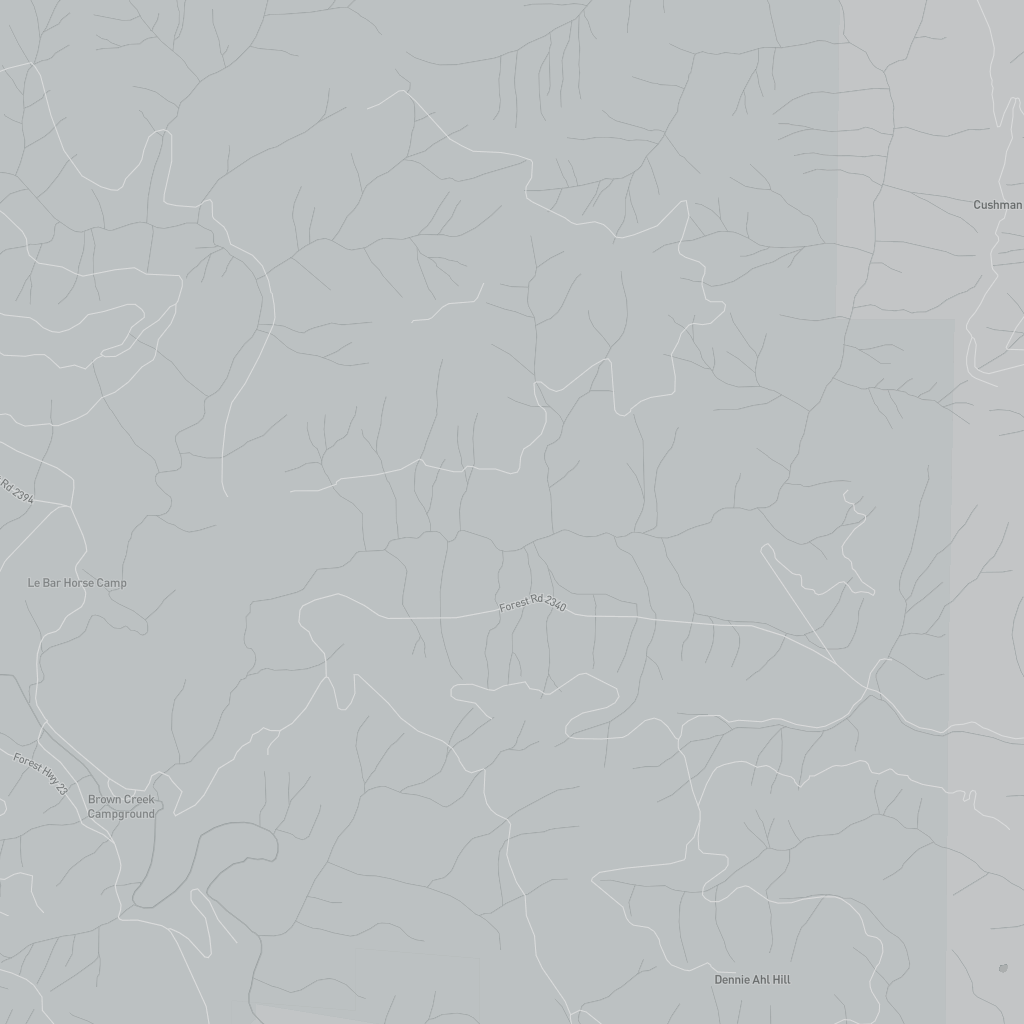 Cushman
Rd 2394
Le Bar Horse Camp
Forest Rd 2340
Forest Hwy 23
Brown Creek
Campground
Dennie Ahl Hill